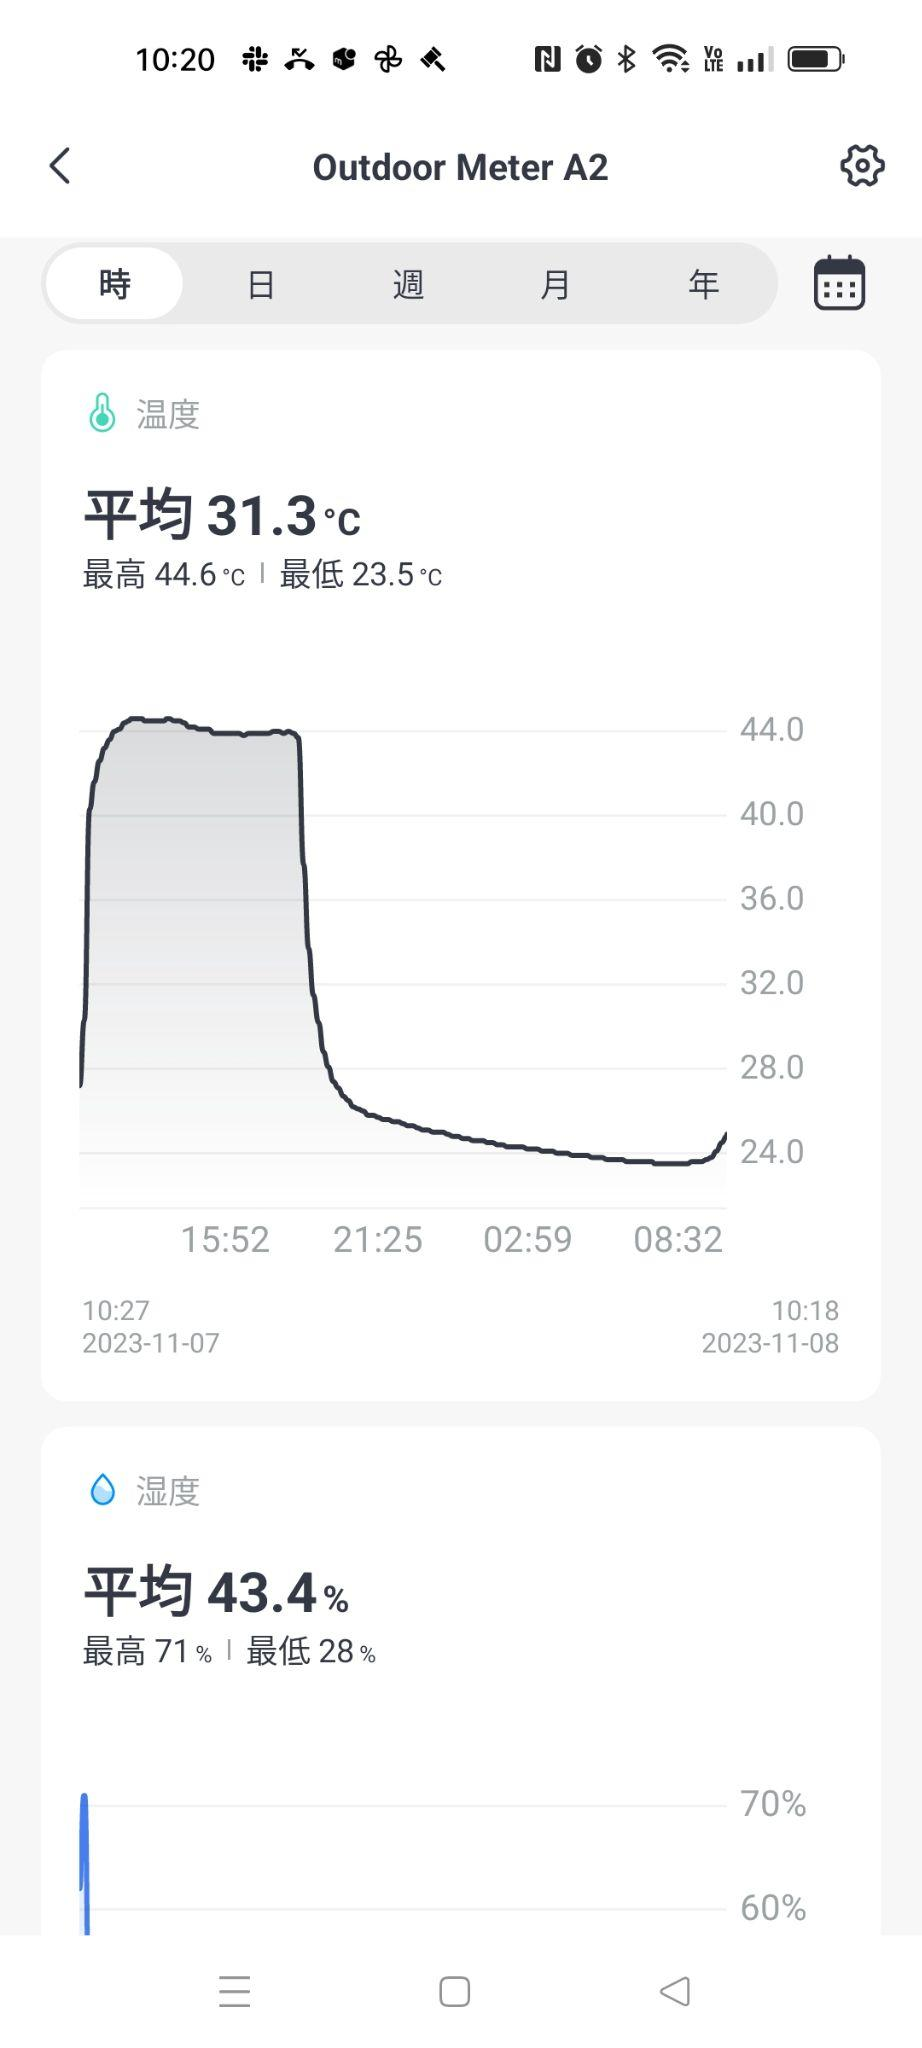 10:20
Outdoor Meter A2
時 日 週 月 年
温度
平均 31.3 °C
最高 44.6 °C | 最低 23.5 °C
44.0
40.0
36.0
32.0
28.0
24.0
15:52 21:25 02:59 08:32
10:27 10:18
2023-11-07 2023-11-08
湿度
平均 43.4 %
最高 71 % | 最低 28 %
70%
60%